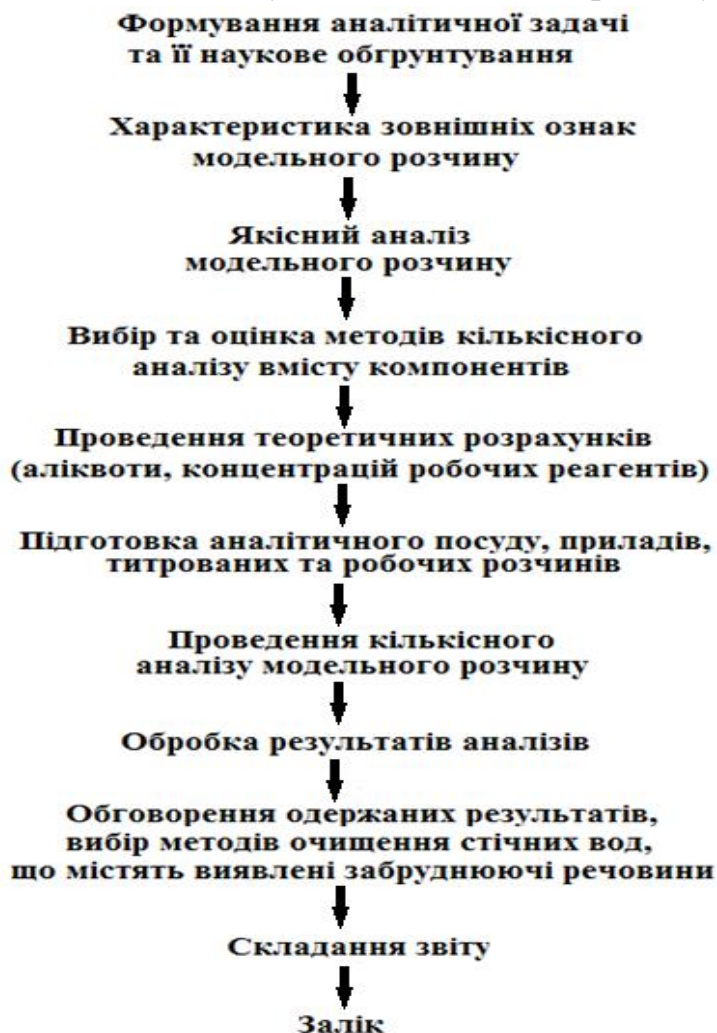 Формування аналітичної задачі
та її наукове обгрунтування
Характеристика зовнішніх ознак
модельного розчину
Якісний аналіз
модельного розчину
Вибір та оцінка методів кількісного
аналізу вмісту компонентів
Проведення теоретичних розрахунків
(аліквоти, концентрацій робочих реагентів)
Підготовка аналітичного посуду, приладів,
титрованих та робочих розчинів
Проведення кількісного
аналізу модельного розчину
Обробка результатів аналізів
Обговорення одержаних результатів,
вибір методів очищення стічних вод,
що містять виявлені забруднюючі речовини
Складання звіту
Залік